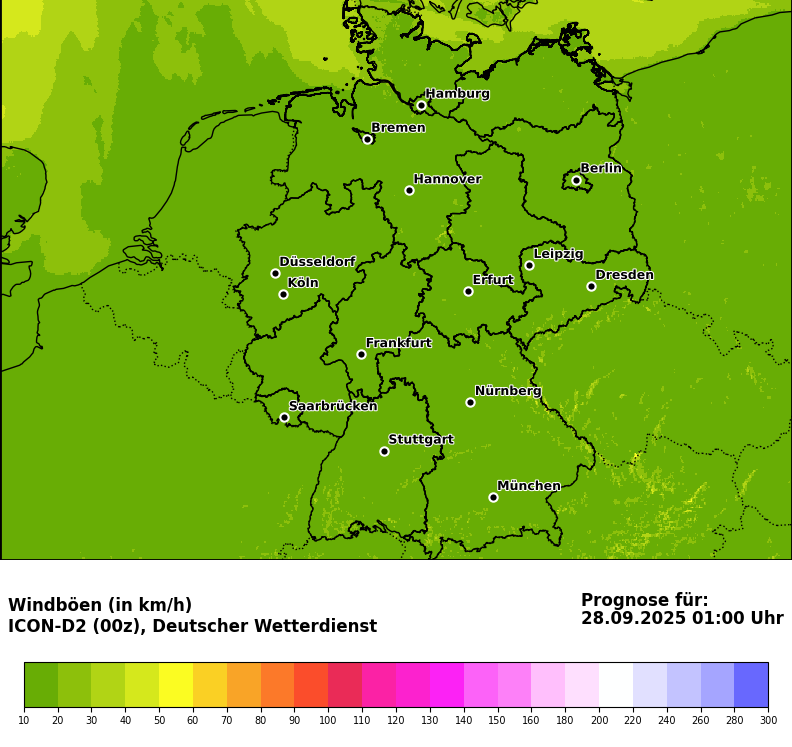 Hamburg
Bremen
Berlin
Hannover
Leipzig
Düsseldorf
Dresden
Köln
Erfurt
Frankfurt
Nürnberg
Saarbrücken
Stuttgart
München
Windböen (in km/h)
ICON-D2 (00z), Deutscher Wetterdienst
Prognose für:
28.09.2025 01:00 Uhr
10 20 30 40 50 60 70 80 90 100 110 120 130 140 150 160 180 200 220 240 260 280 300